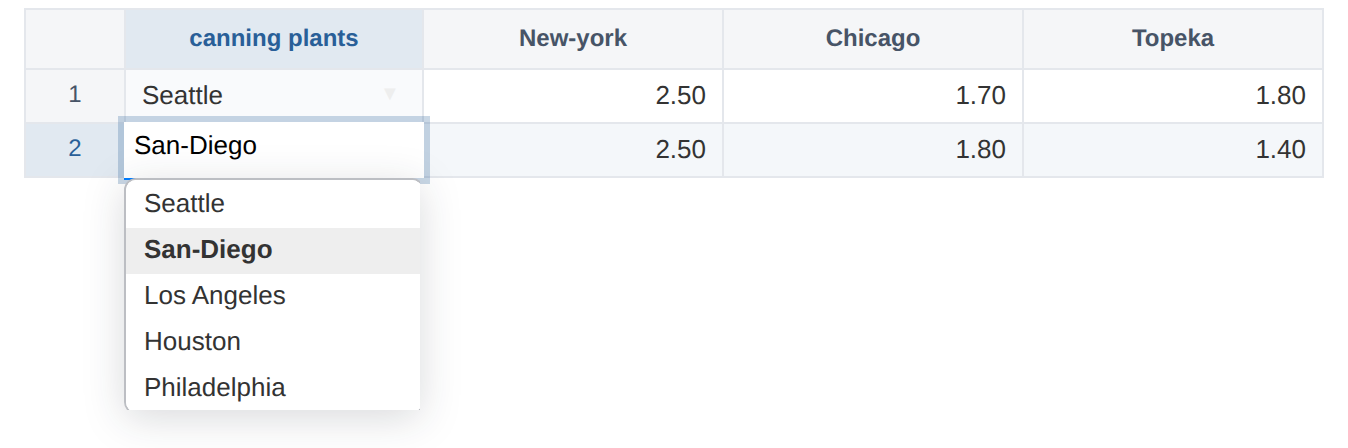 canning plants New-york Chicago Topeka
1 Seattle ▼ 2.50 1.70 1.80
2 San-Diego 2.50 1.80 1.40
Seattle
San-Diego
Los Angeles
Houston
Philadelphia